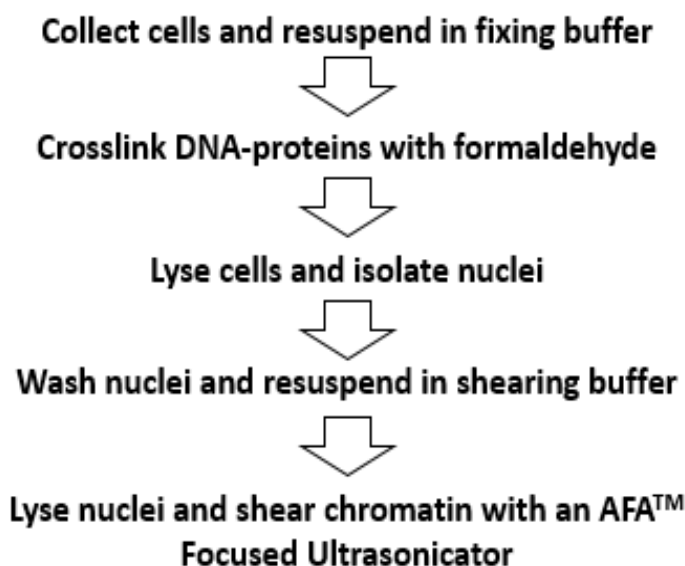 Collect cells and resuspend in fixing buffer
Crosslink DNA-proteins with formaldehyde
Lyse cells and isolate nuclei
Wash nuclei and resuspend in shearing buffer
Lyse nuclei and shear chromatin with an AFA™
Focused Ultrasonicator